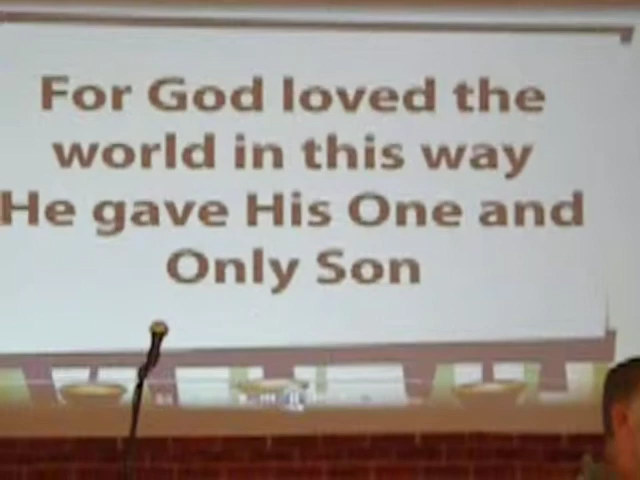 For God loved the
world in this way
He gave His One and
Only Son